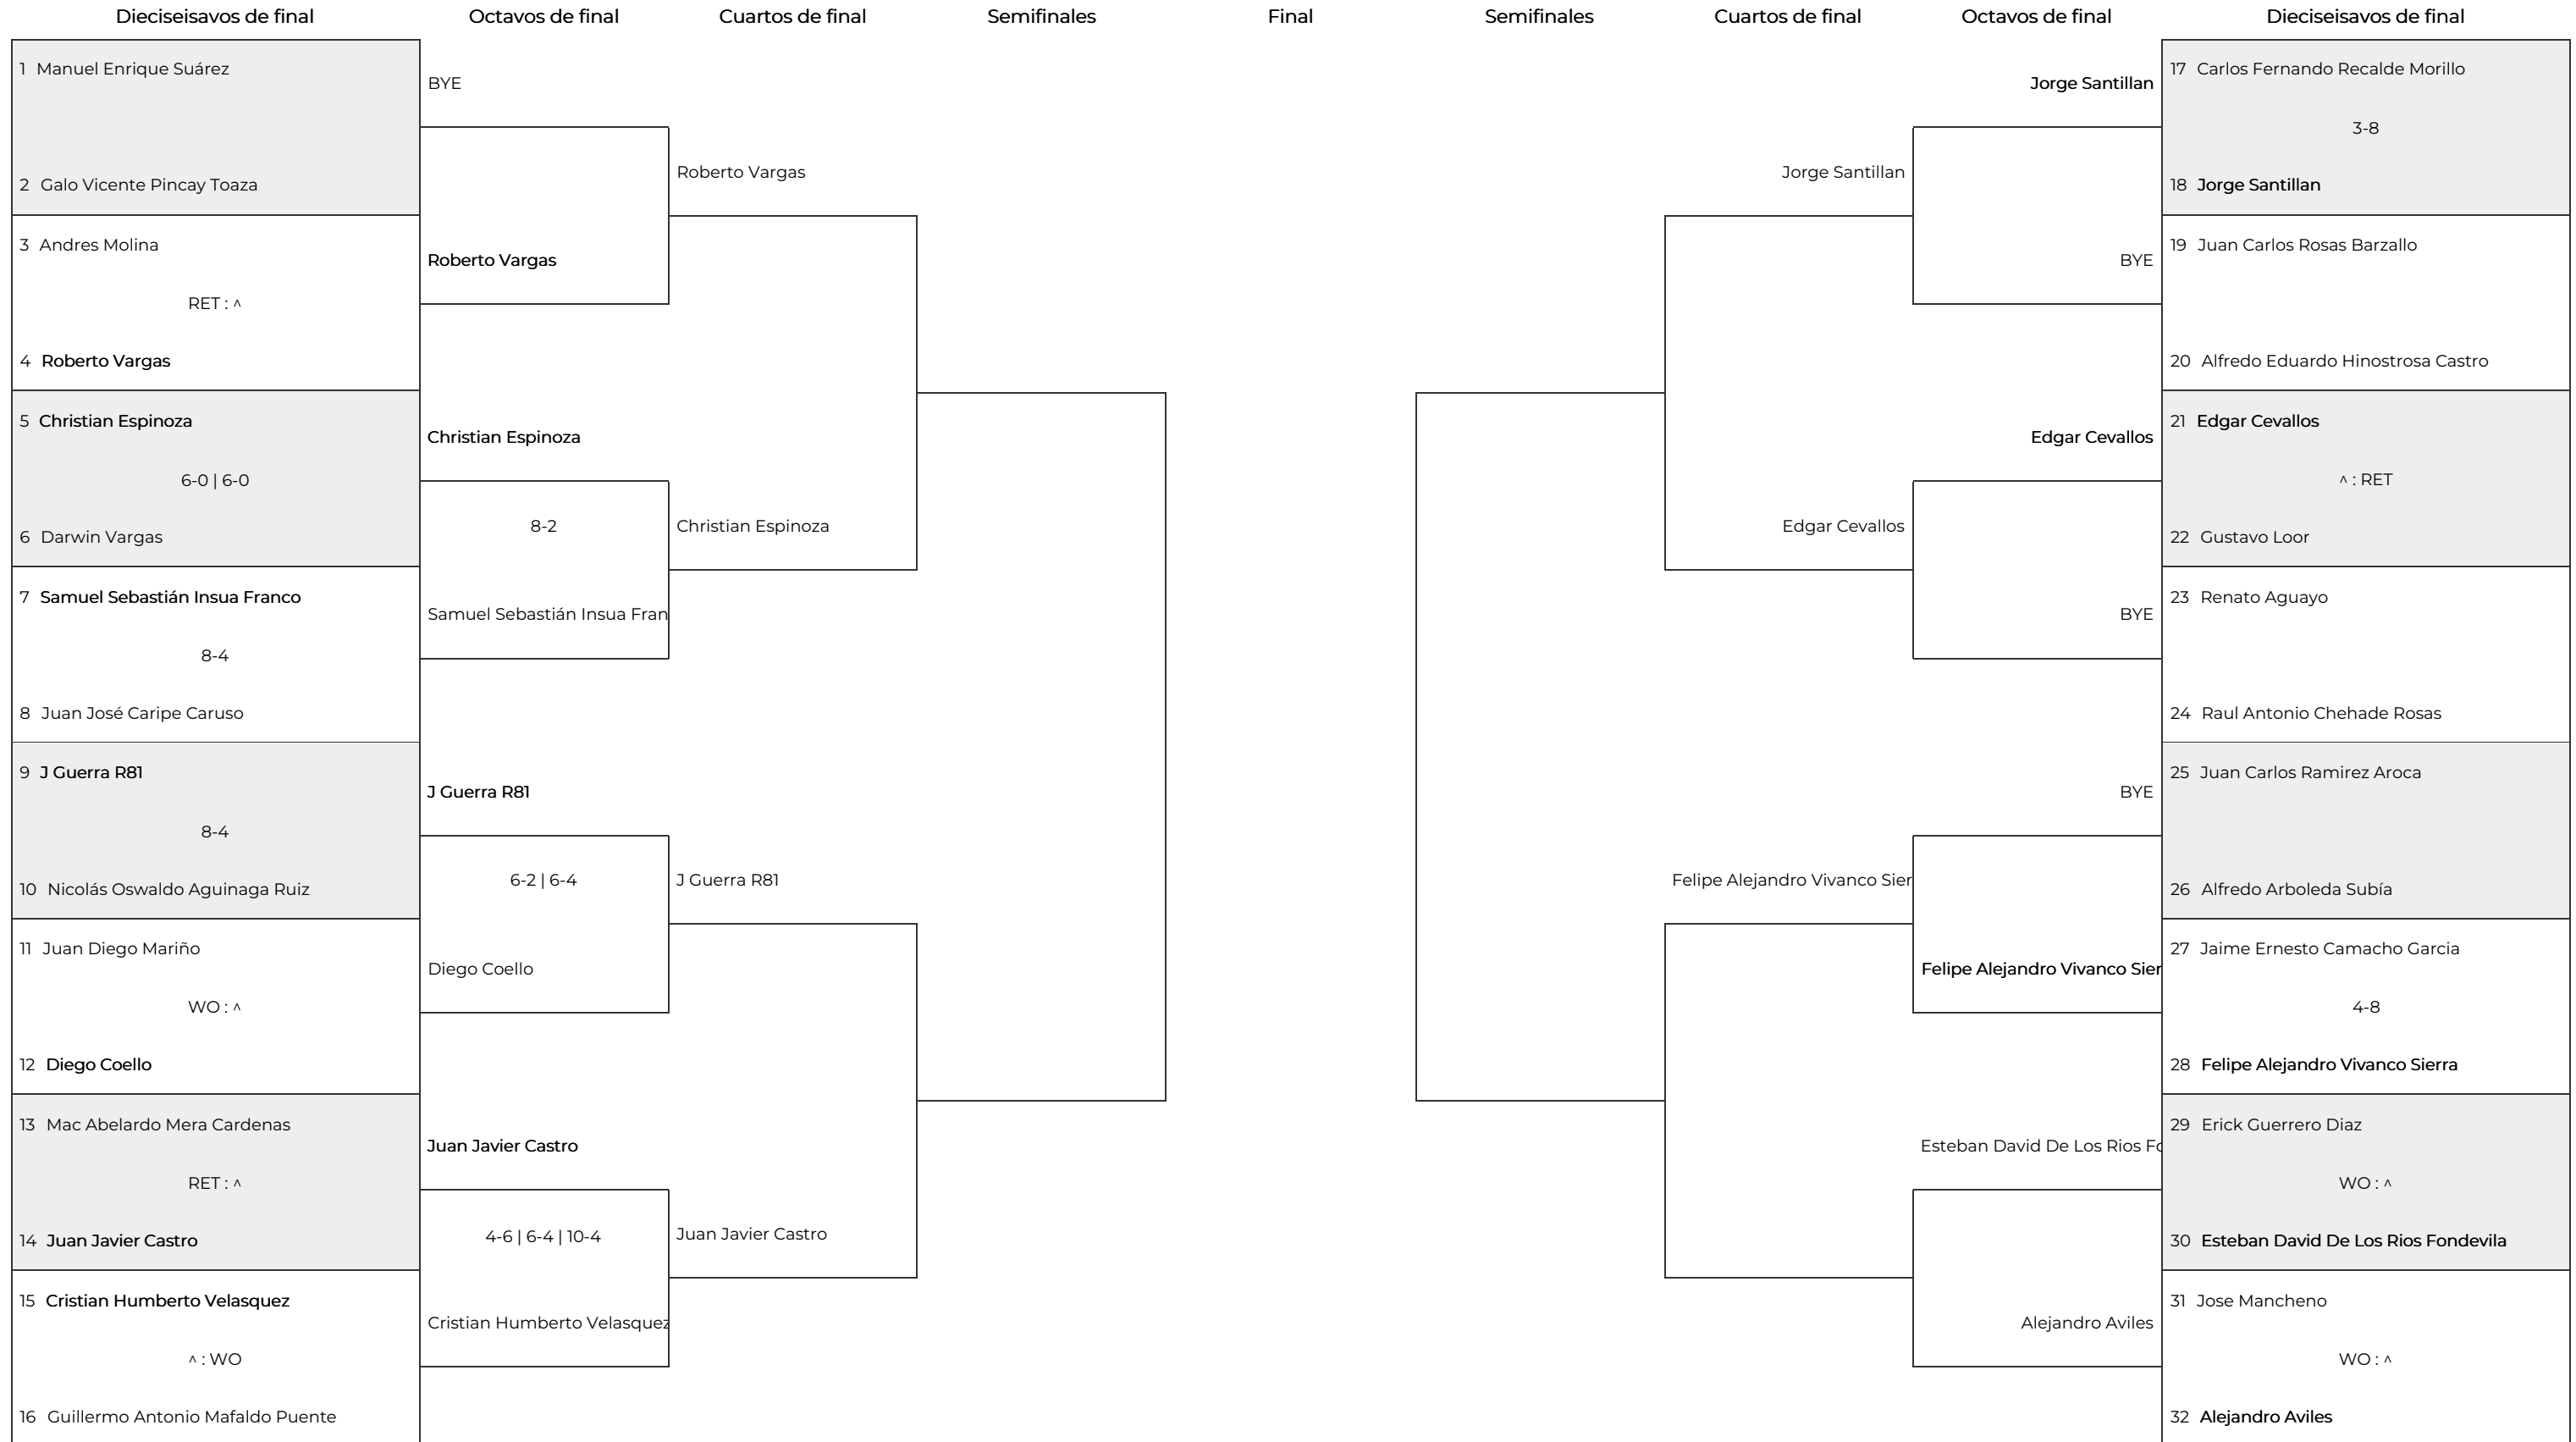 Dieciseisavos de final
Octavos de final
Cuartos de final
Semifinales
Final
Semifinales
Cuartos de final
Octavos de final
Dieciseisavos de final
1 Manuel Enrique Suárez
2 Galo Vicente Pincay Toaza
3 Andres Molina
RET : ^
4 Roberto Vargas
5 Christian Espinoza
6-0 | 6-0
6 Darwin Vargas
7 Samuel Sebastián Insua Franco
8-4
8 Juan José Caripe Caruso
9 J Guerra R81
8-4
10 Nicolás Oswaldo Aguinaga Ruiz
11 Juan Diego Mariño
WO : ^
12 Diego Coello
13 Mac Abelardo Mera Cardenas
RET : ^
14 Juan Javier Castro
15 Cristian Humberto Velasquez
^ : WO
16 Guillermo Antonio Mafaldo Puente
BYE
Roberto Vargas
Christian Espinoza
8-2
Samuel Sebastián Insua Fran
J Guerra R81
6-2 | 6-4
Diego Coello
Juan Javier Castro
4-6 | 6-4 | 10-4
Cristian Humberto Velasquez
Roberto Vargas
Christian Espinoza
J Guerra R81
Juan Javier Castro
Jorge Santillan
Edgar Cevallos
Felipe Alejandro Vivanco Sier
Jorge Santillan
BYE
Edgar Cevallos
BYE
BYE
Felipe Alejandro Vivanco Sier
Esteban David De Los Rios Fo
Alejandro Aviles
17 Carlos Fernando Recalde Morillo
3-8
18 Jorge Santillan
19 Juan Carlos Rosas Barzallo
20 Alfredo Eduardo Hinostrosa Castro
21 Edgar Cevallos
^ : RET
22 Gustavo Loor
23 Renato Aguayo
24 Raul Antonio Chehade Rosas
25 Juan Carlos Ramirez Aroca
26 Alfredo Arboleda Subía
27 Jaime Ernesto Camacho Garcia
4-8
28 Felipe Alejandro Vivanco Sierra
29 Erick Guerrero Diaz
WO : ^
30 Esteban David De Los Rios Fondevila
31 Jose Mancheno
WO : ^
32 Alejandro Aviles